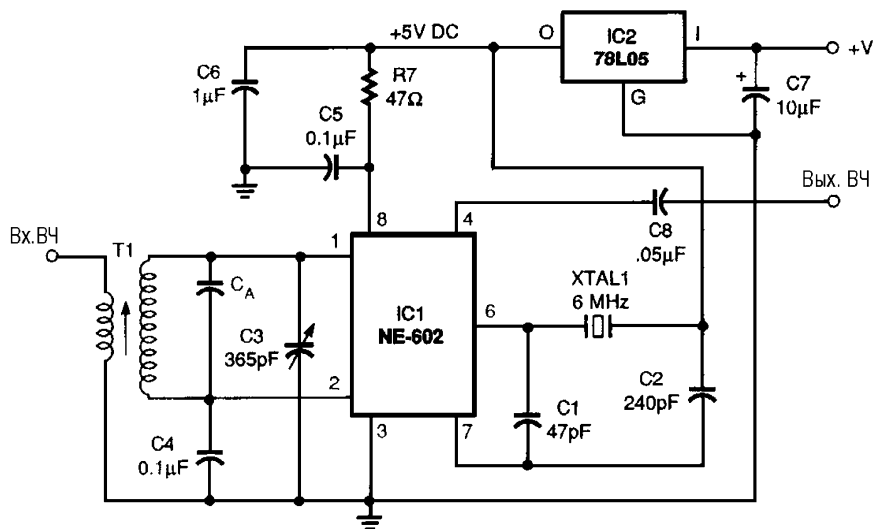 +5V DC
O
IC2
78L05
I
+V
G
+
C7
10µF
C6
1µF
R7
47Ω
C5
0.1µF
Вых. ВЧ
8
4
C8
.05µF
Вх.ВЧ
T1
1
CA
C3
365pF
IC1
NE-602
6
XTAL1
6 MHz
2
C4
0.1µF
3
7
C1
47pF
C2
240pF